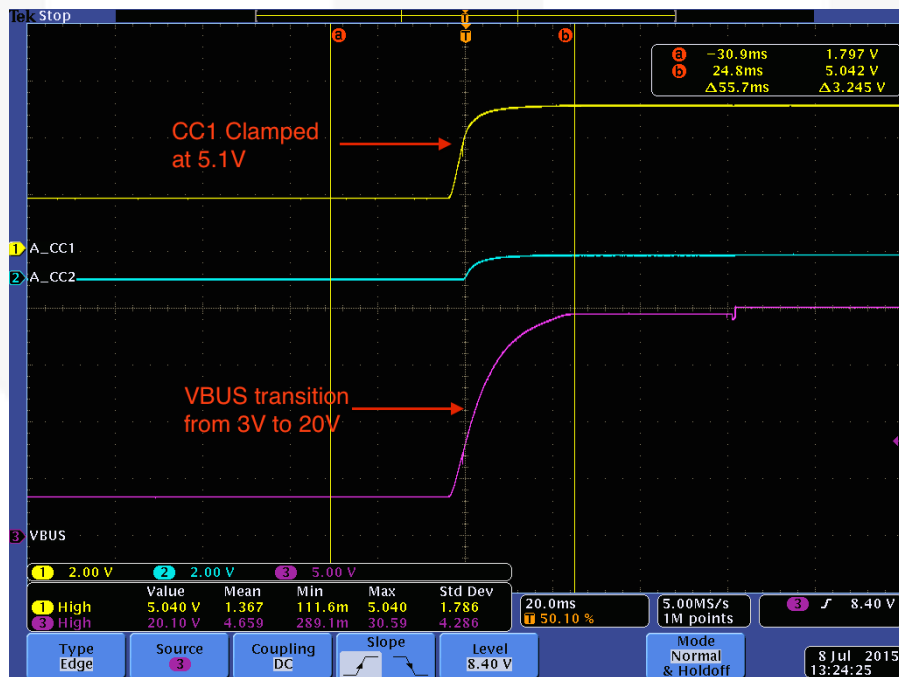 Tek Stop
T
a
T
b
a −30.9ms 1.797 V
b 24.8ms 5.042 V
Δ55.7ms Δ3.245 V
CC1 Clamped
at 5.1V
1 A_CC1
2 A_CC2
VBUS transition
from 3V to 20V
3 VBUS
1 2.00 V 2 2.00 V 3 5.00 V
Value Mean Min Max Std Dev
1 High 5.040 V 1.367 111.6m 5.040 1.786
3 High 20.10 V 4.659 289.1m 30.59 4.286
20.0ms
T 50.10 %
5.00MS/s
1M points
3 8.40 V
Type
Edge
Source
3
Coupling
DC
Slope
Level
8.40 V
Mode
Normal
& Holdoff
8 Jul 2015
13:24:25